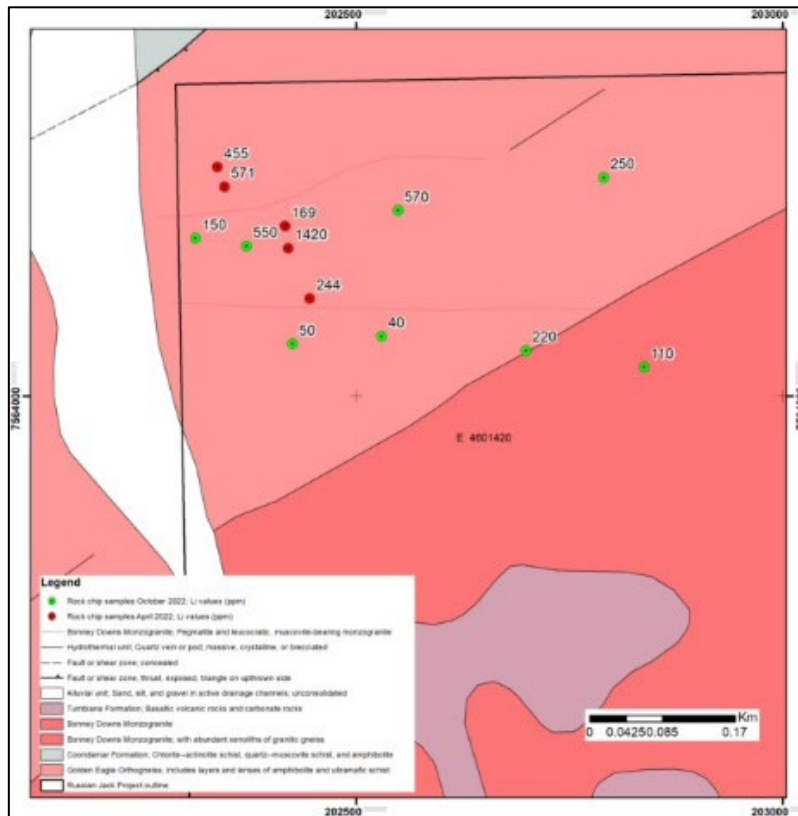 202500
203000
455
571
250
570
169
150
550
1420
244
50
40
220
110
7564000
E 4601420
Legend
Rock chip samples October 2022; Li values (ppm)
Rock chip samples April 2022; Li values (ppm)
Bonney Downs Monzogranite; Pegmatite and leucocratic, muscovite-bearing monzogranite
Hydrothermal unit; Quartz vein or pod; massive, crystalline, or brecciated
Fault or shear zone; concealed
Fault or shear zone, thrust, exposed, triangle on upthrown side
Alluvial unit; Sand, silt, and gravel in active drainage channels; unconsolidated
Tumbiana Formation; Basaltic volcanic rocks and carbonate rocks
Bonney Downs Monzogranite
Bonney Downs Monzogranite; with abundant xenoliths of granitic gneiss
Coondamar Formation; Chlorite–actinolite schist, quartz–muscovite schist, and amphibolite
Golden Eagle Orthogneiss; includes layers and lenses of amphibolite and ultramafic schist
Russian Jack Project outline
Km
0 0.0425 0.085 0.17
202500
203000